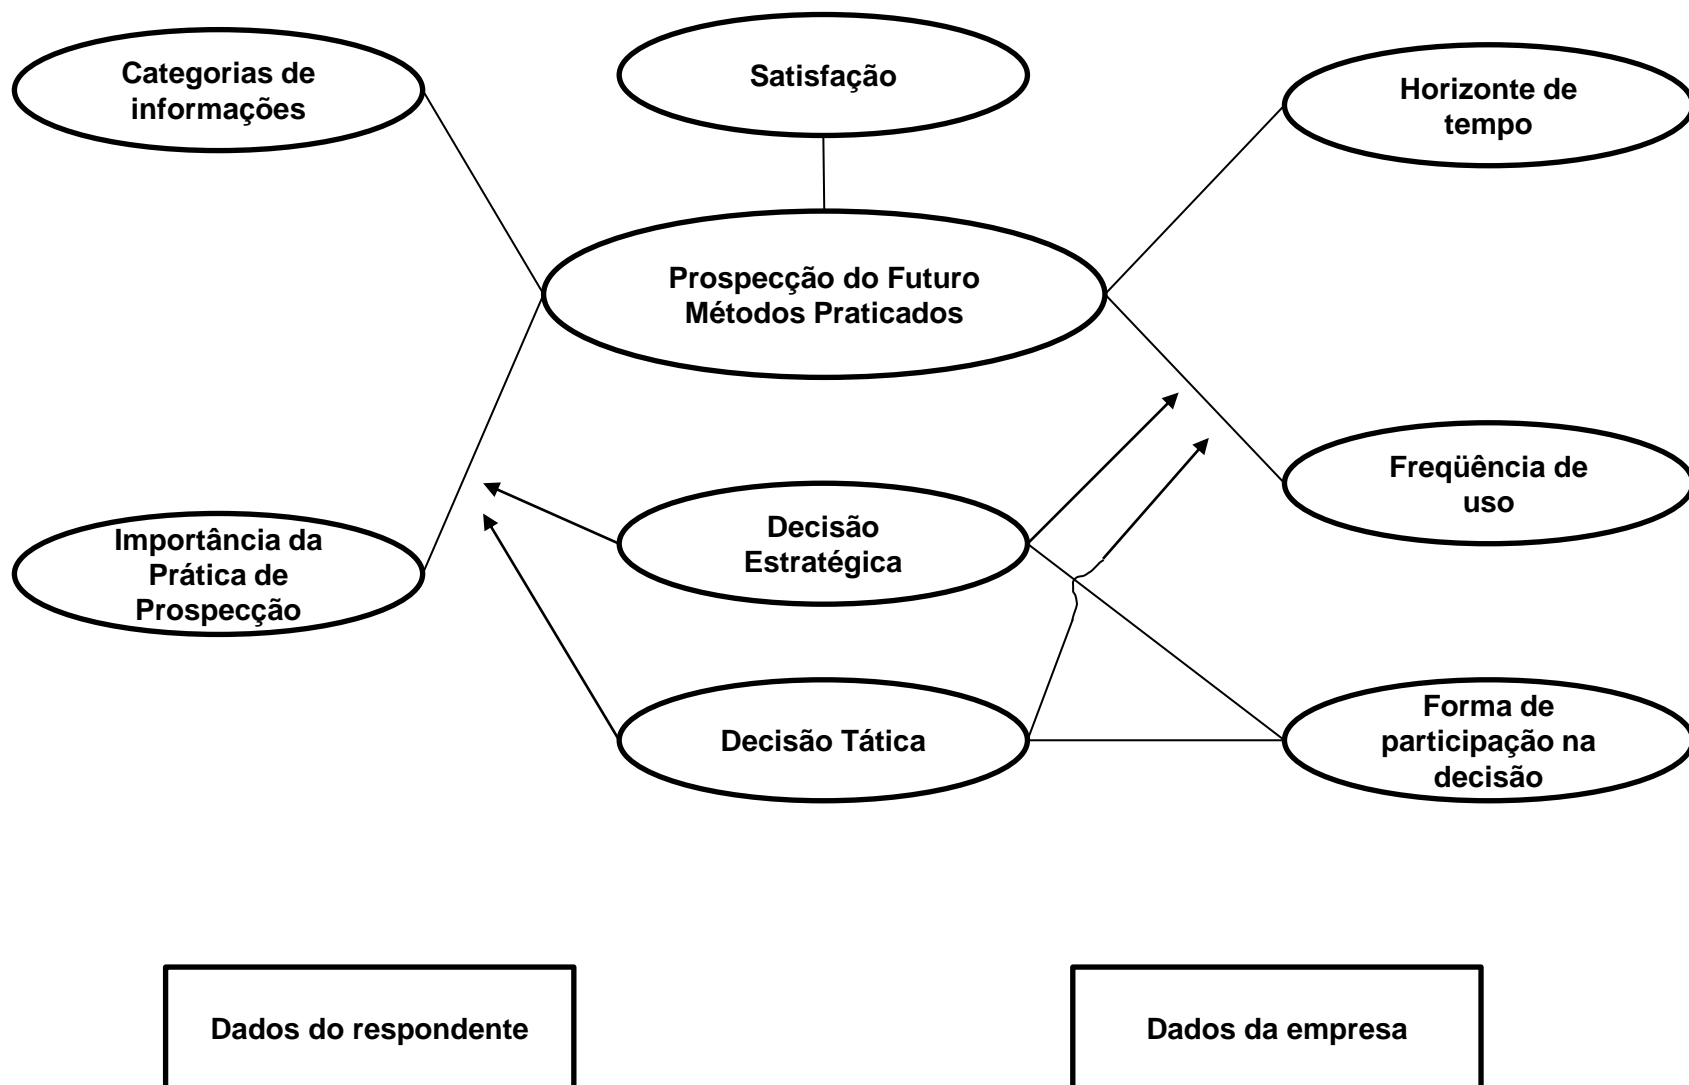 Categorias de
informações
Satisfação
Horizonte de
tempo
Prospecção do Futuro
Métodos Praticados
Freqüência de
uso
Importância da
Prática de
Prospecção
Decisão
Estratégica
Decisão Tática
Forma de
participação na
decisão
Dados do respondente
Dados da empresa